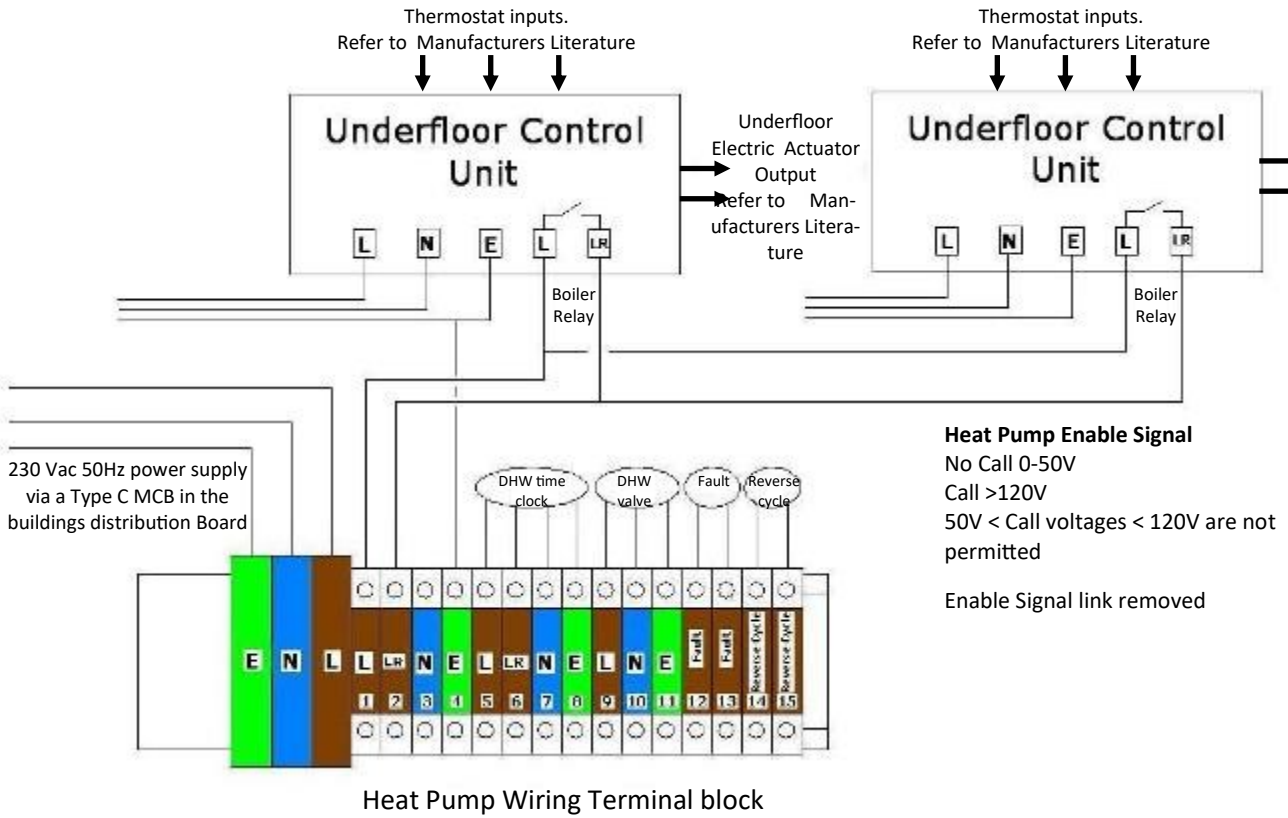 Thermostat inputs.
Refer to Manufacturers Literature
Thermostat inputs.
Refer to Manufacturers Literature
Underfloor Control
Unit
L N E L LR
Boiler
Relay
Underfloor
Electric Actuator
Output
Refer to Man-
ufacturers Litera-
ture
Underfloor Control
Unit
L N E L LR
Boiler
Relay
230 Vac 50Hz power supply
via a Type C MCB in the
buildings distribution Board
DHW time
clock
DHW
valve
Fault
Reverse
cycle
Heat Pump Enable Signal
No Call 0-50V
Call >120V
50V < Call voltages < 120V are not
permitted
Enable Signal link removed
E N L L LR N E L LR N E L N E Fault Fault Reverse Cycle Reverse Cycle
1 2 3 4 5 6 7 8 9 10 11 12 13 14 15
Heat Pump Wiring Terminal block